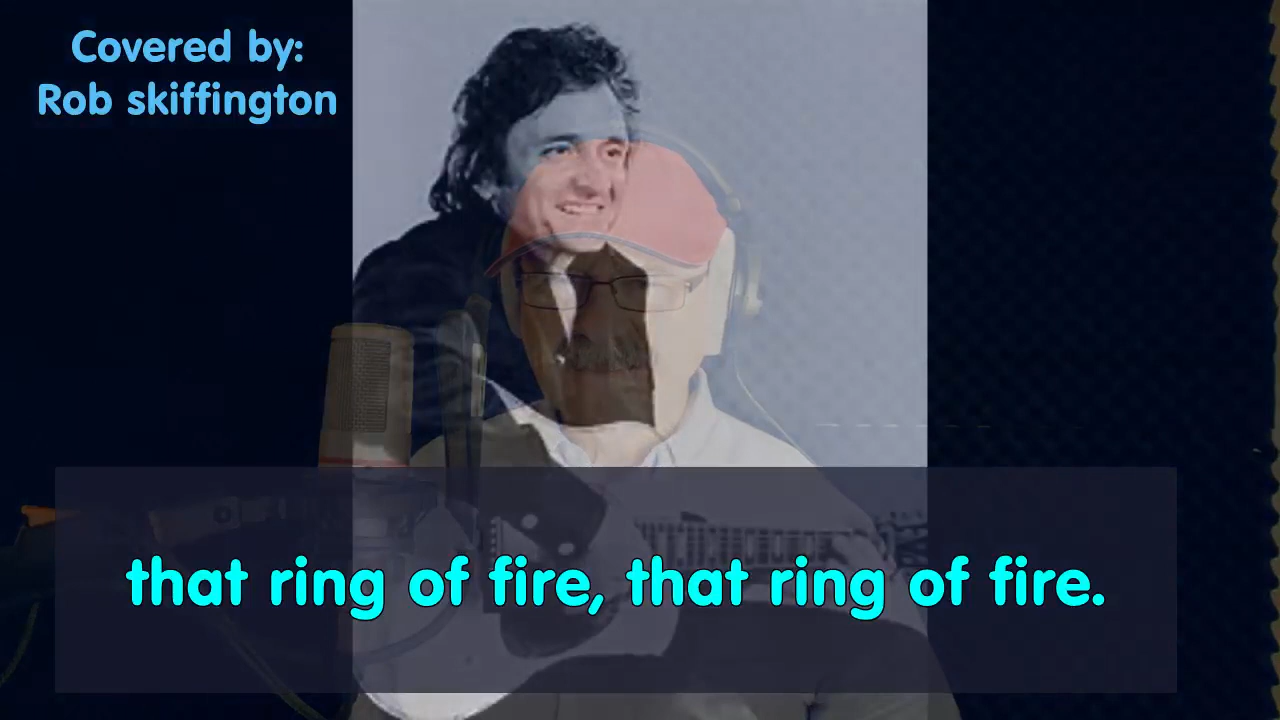 Covered by:
Rob skiffington
that ring of fire, that ring of fire.